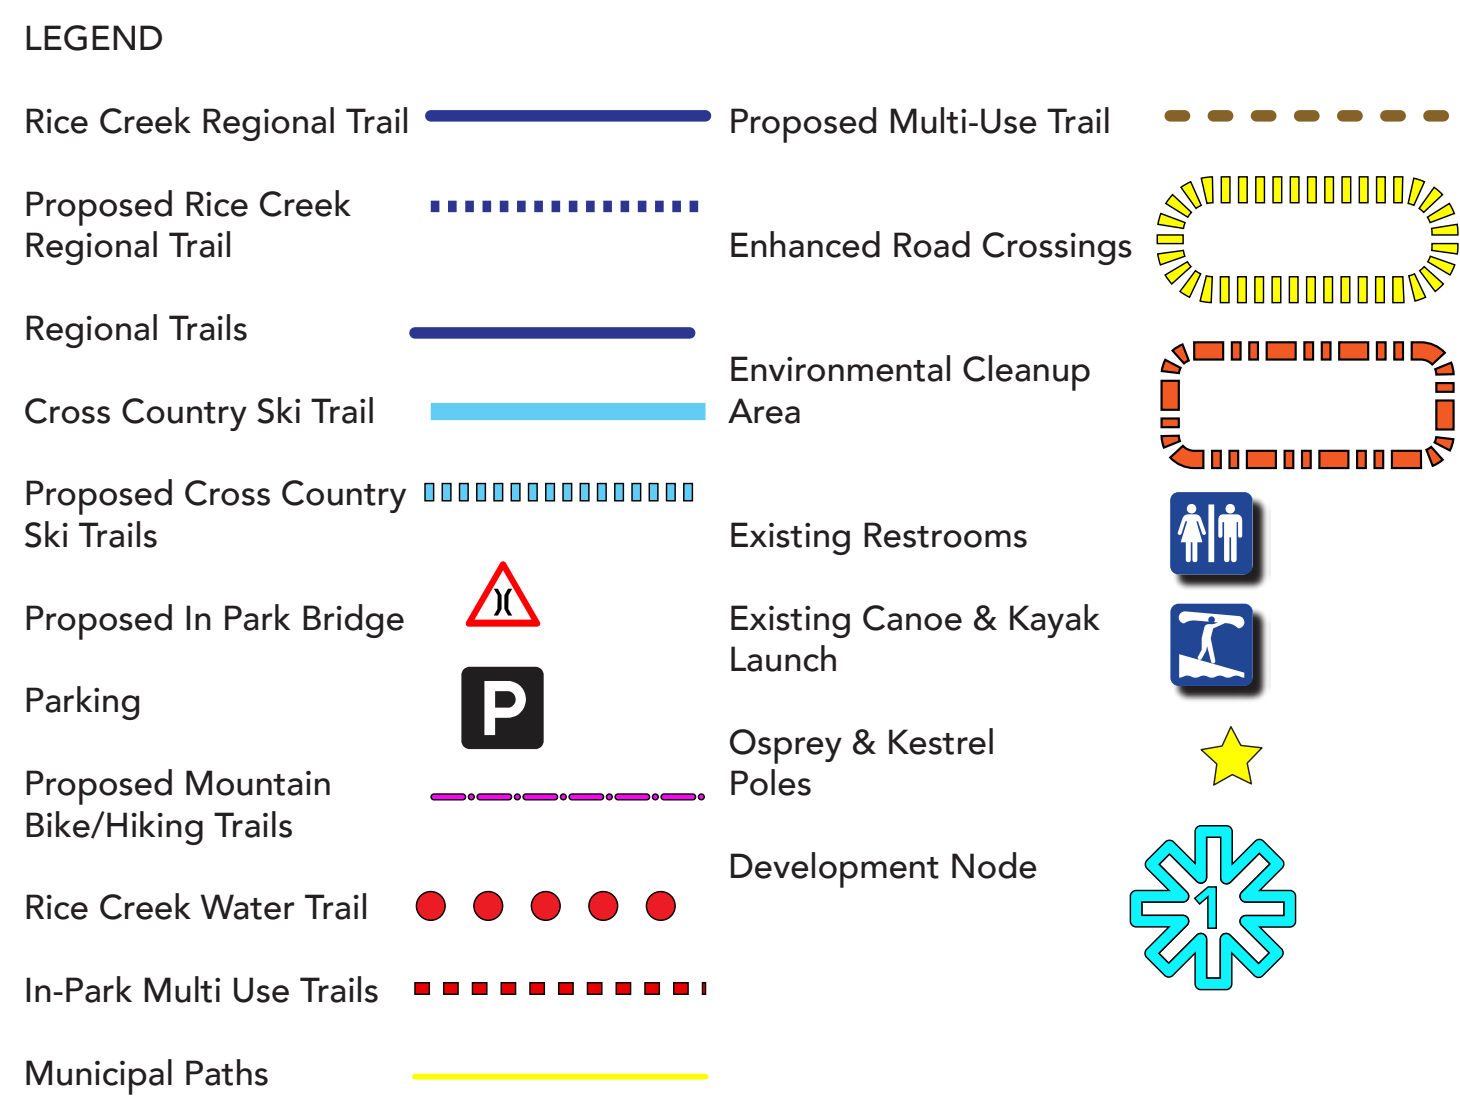 LEGEND
Rice Creek Regional Trail
Proposed Rice Creek
Regional Trail
Regional Trails
Cross Country Ski Trail
Proposed Cross Country
Ski Trails
Proposed In Park Bridge
Parking
P
Proposed Mountain
Bike/Hiking Trails
Rice Creek Water Trail
In-Park Multi Use Trails
Municipal Paths
Proposed Multi-Use Trail
Enhanced Road Crossings
Environmental Cleanup
Area
Existing Restrooms
Existing Canoe & Kayak
Launch
Osprey & Kestrel
Poles
Development Node
1